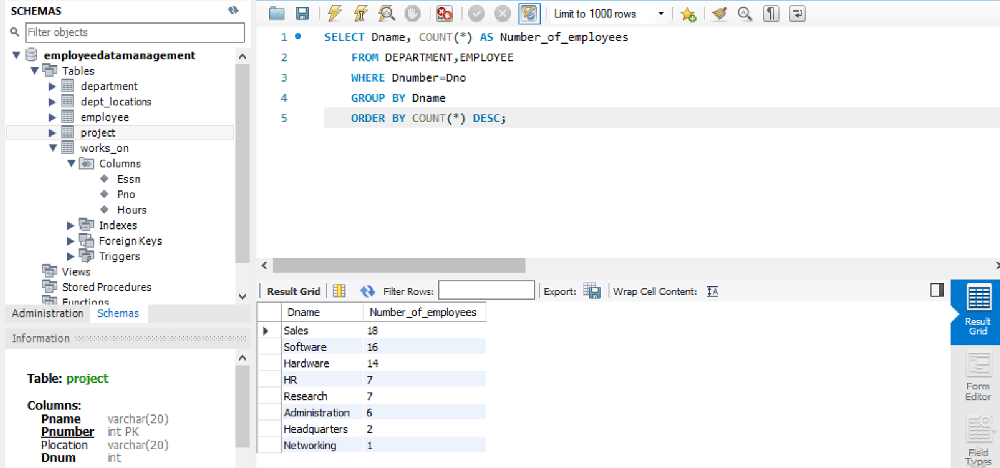 SCHEMAS
Filter objects
employeedatamanagement
Tables
department
dept_locations
employee
project
works_on
Columns
Essn
Pno
Hours
Indexes
Foreign Keys
Triggers
Views
Stored Procedures
Functions
Administration Schemas
Information
Table: project
Columns:
Pname varchar(20)
Pnumber int PK
Plocation varchar(20)
Dnum int
Limit to 1000 rows
1 SELECT Dname, COUNT(*) AS Number_of_employees
2 FROM DEPARTMENT,EMPLOYEE
3 WHERE Dnumber=Dno
4 GROUP BY Dname
5 ORDER BY COUNT(*) DESC;
Result Grid Filter Rows: Export: Wrap Cell Content:
Dname Number_of_employees
Sales 18
Software 16
Hardware 14
HR 7
Research 7
Administration 6
Headquarters 2
Networking 1
Result
Grid
Form
Editor
Field
Types